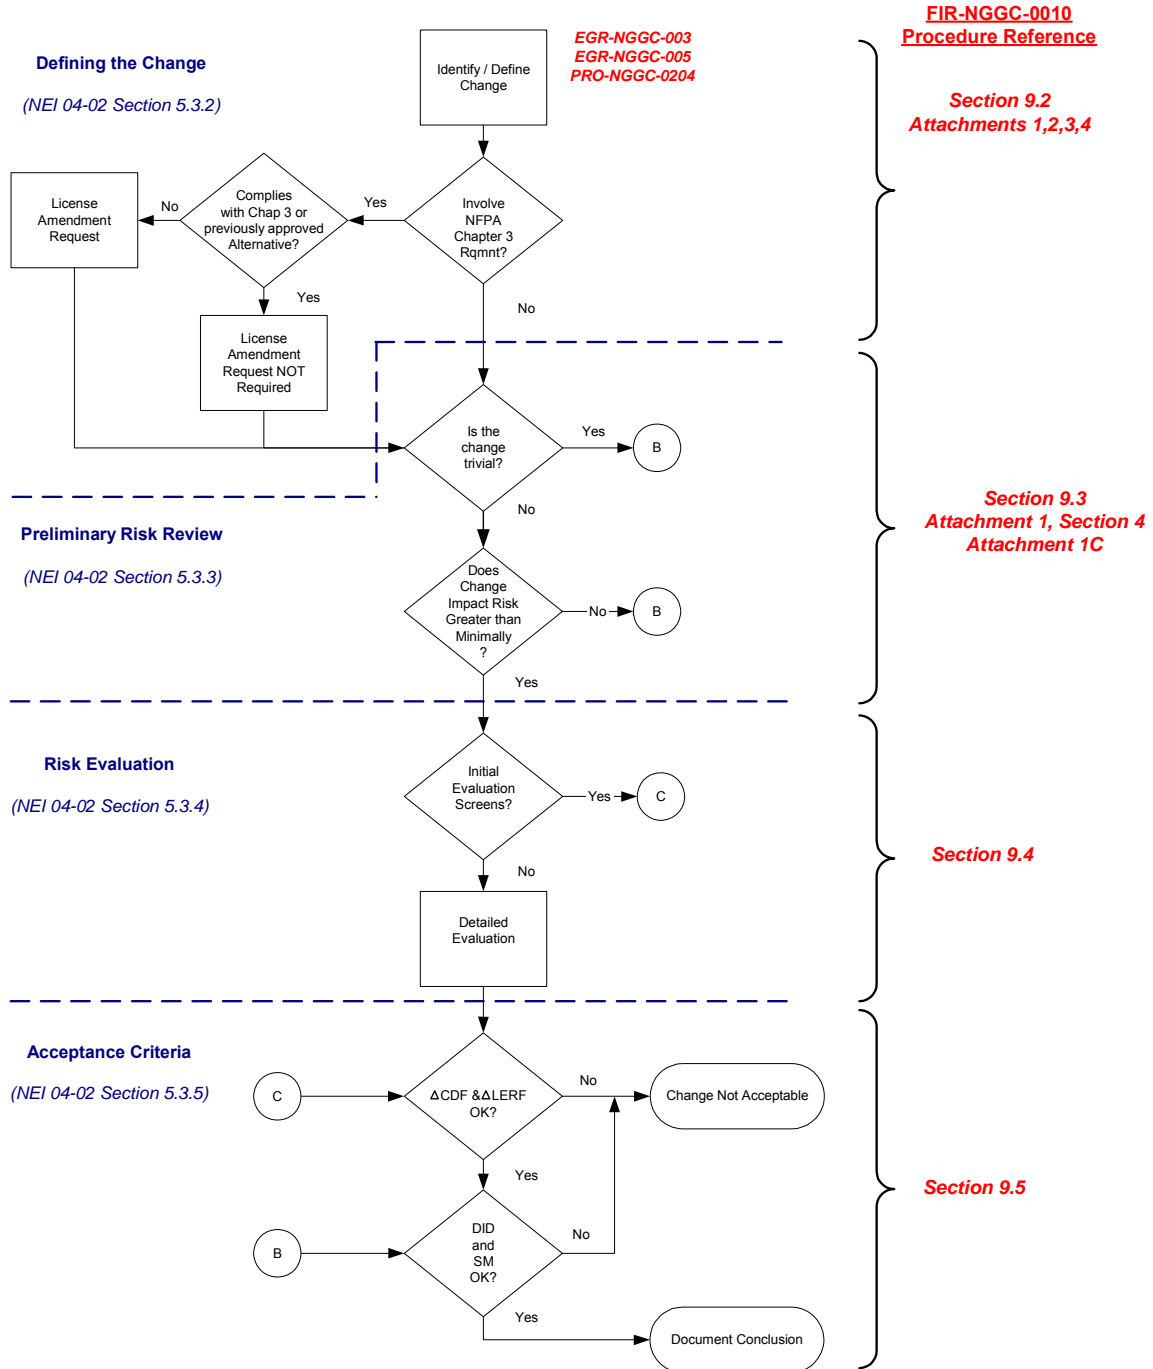 FIR-NGGC-0010
Procedure Reference
EGR-NGGC-003
EGR-NGGC-005
PRO-NGGC-0204
Defining the Change
(NEI 04-02 Section 5.3.2)
Identify / Define
Change
Section 9.2
Attachments 1,2,3,4
License
Amendment
Request
No
Complies
with Chap 3 or
previously approved
Alternative?
Yes
Involve
NFPA
Chapter 3
Rqmnt?
Yes
No
License
Amendment
Request NOT
Required
Is the
change
trivial?
Yes
B
No
Preliminary Risk Review
(NEI 04-02 Section 5.3.3)
Section 9.3
Attachment 1, Section 4
Attachment 1C
Does
Change
Impact Risk
Greater than
Minimally
?
No
B
Yes
Risk Evaluation
(NEI 04-02 Section 5.3.4)
Initial
Evaluation
Screens?
Yes
C
No
Section 9.4
Detailed
Evaluation
Acceptance Criteria
(NEI 04-02 Section 5.3.5)
C
ΔCDF &ΔLERF
OK?
No
Change Not Acceptable
Yes
Section 9.5
B
DID
and
SM
OK?
No
Yes
Document Conclusion